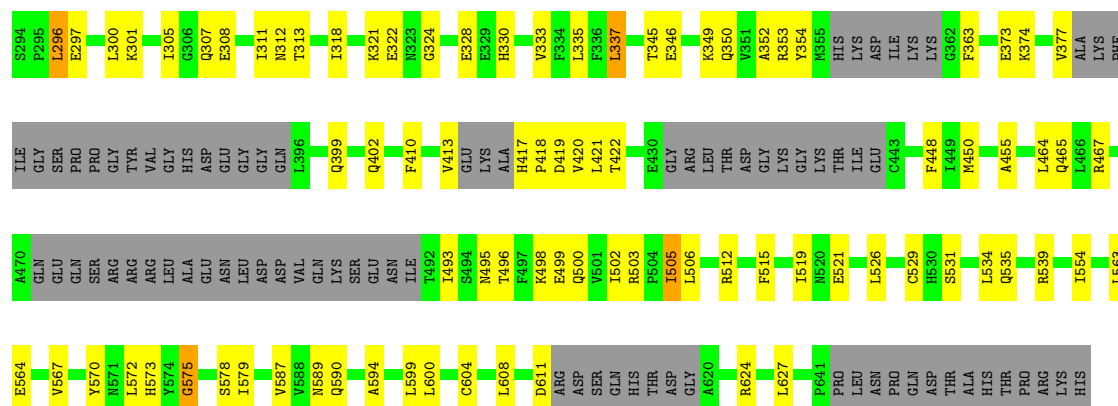 S294 P295 L296 E297 L300 K301 I305 G306 Q307 E308 I311 N312 T313 I318 K321 E322 N323 G324 E328 E329 H330 V333 F334 L335 F336 L337 T345 E346 K349 Q350 V351 A352 R353 Y354 M355 HIS LYS ASP ILE LYS LYS G362 F363 E373 K374 V377 ALA LYS PHE
ILE GLY SER PRO PRO GLY TYR VAL GLY HIS ASP GLU GLY GLY GLN L396 Q399 Q402 F410 V413 GLU LYS ALA H417 P418 D419 V420 L421 T422 E430 GLY ARG LEU THR ASP GLY LYS GLY LYS THR ILE GLU C443 F448 I449 M450 A455 L464 Q465 L466 R467
A470 GLN GLU GLN SER ARG ARG ARG LEU ALA GLU ASN LEU ASP ASP VAL GLN LYS SER GLU ASN ILE T492 I493 S494 N495 T496 F497 K498 E499 Q500 V501 I502 R503 P504 I505 L506 R512 F515 I519 N520 E521 L526 C529 H530 S531 L534 Q535 R539 I554 L563
E564 V567 Y570 N571 L572 H573 Y574 G575 S578 I579 V587 V588 N589 Q590 A594 L599 L600 C604 L608 D611 ARG ASP SER GLN HIS THR ASP GLY A620 R624 L627 P641 PRO LEU ASN PRO GLN ASP THR ALA HIS THR PRO ARG LYS HIS